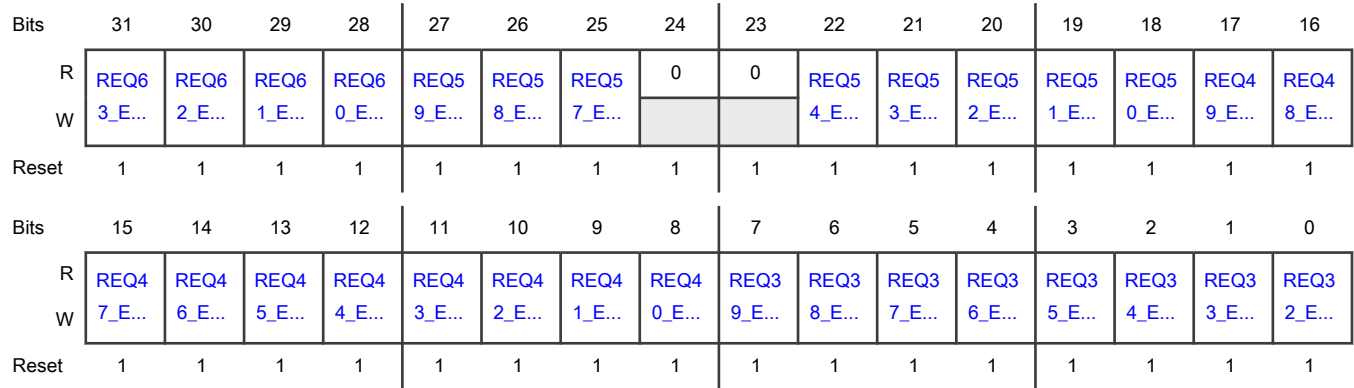 Bits 31 30 29 28 27 26 25 24 23 22 21 20 19 18 17 16
R REQ6 REQ6 REQ6 REQ6 REQ5 REQ5 REQ5 0 0 REQ5 REQ5 REQ5 REQ5 REQ5 REQ4 REQ4
W 3_E... 2_E... 1_E... 0_E... 9_E... 8_E... 7_E... 4_E... 3_E... 2_E... 1_E... 0_E... 9_E... 8_E...
Reset 1 1 1 1 1 1 1 1 1 1 1 1 1 1 1 1
Bits 15 14 13 12 11 10 9 8 7 6 5 4 3 2 1 0
R REQ4 REQ4 REQ4 REQ4 REQ4 REQ4 REQ4 REQ4 REQ3 REQ3 REQ3 REQ3 REQ3 REQ3 REQ3 REQ3
W 7_E... 6_E... 5_E... 4_E... 3_E... 2_E... 1_E... 0_E... 9_E... 8_E... 7_E... 6_E... 5_E... 4_E... 3_E... 2_E...
Reset 1 1 1 1 1 1 1 1 1 1 1 1 1 1 1 1